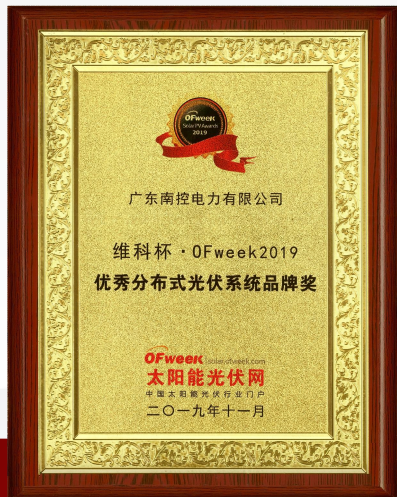 OFweek
Solar PV Awards
2019
广东南控电力有限公司
维科杯·OFweek2019
优秀分布式光伏系统品牌奖
OFweek solar.ofweek.com
太阳能光伏网
中国太阳能光伏行业门户
二〇一九年十一月